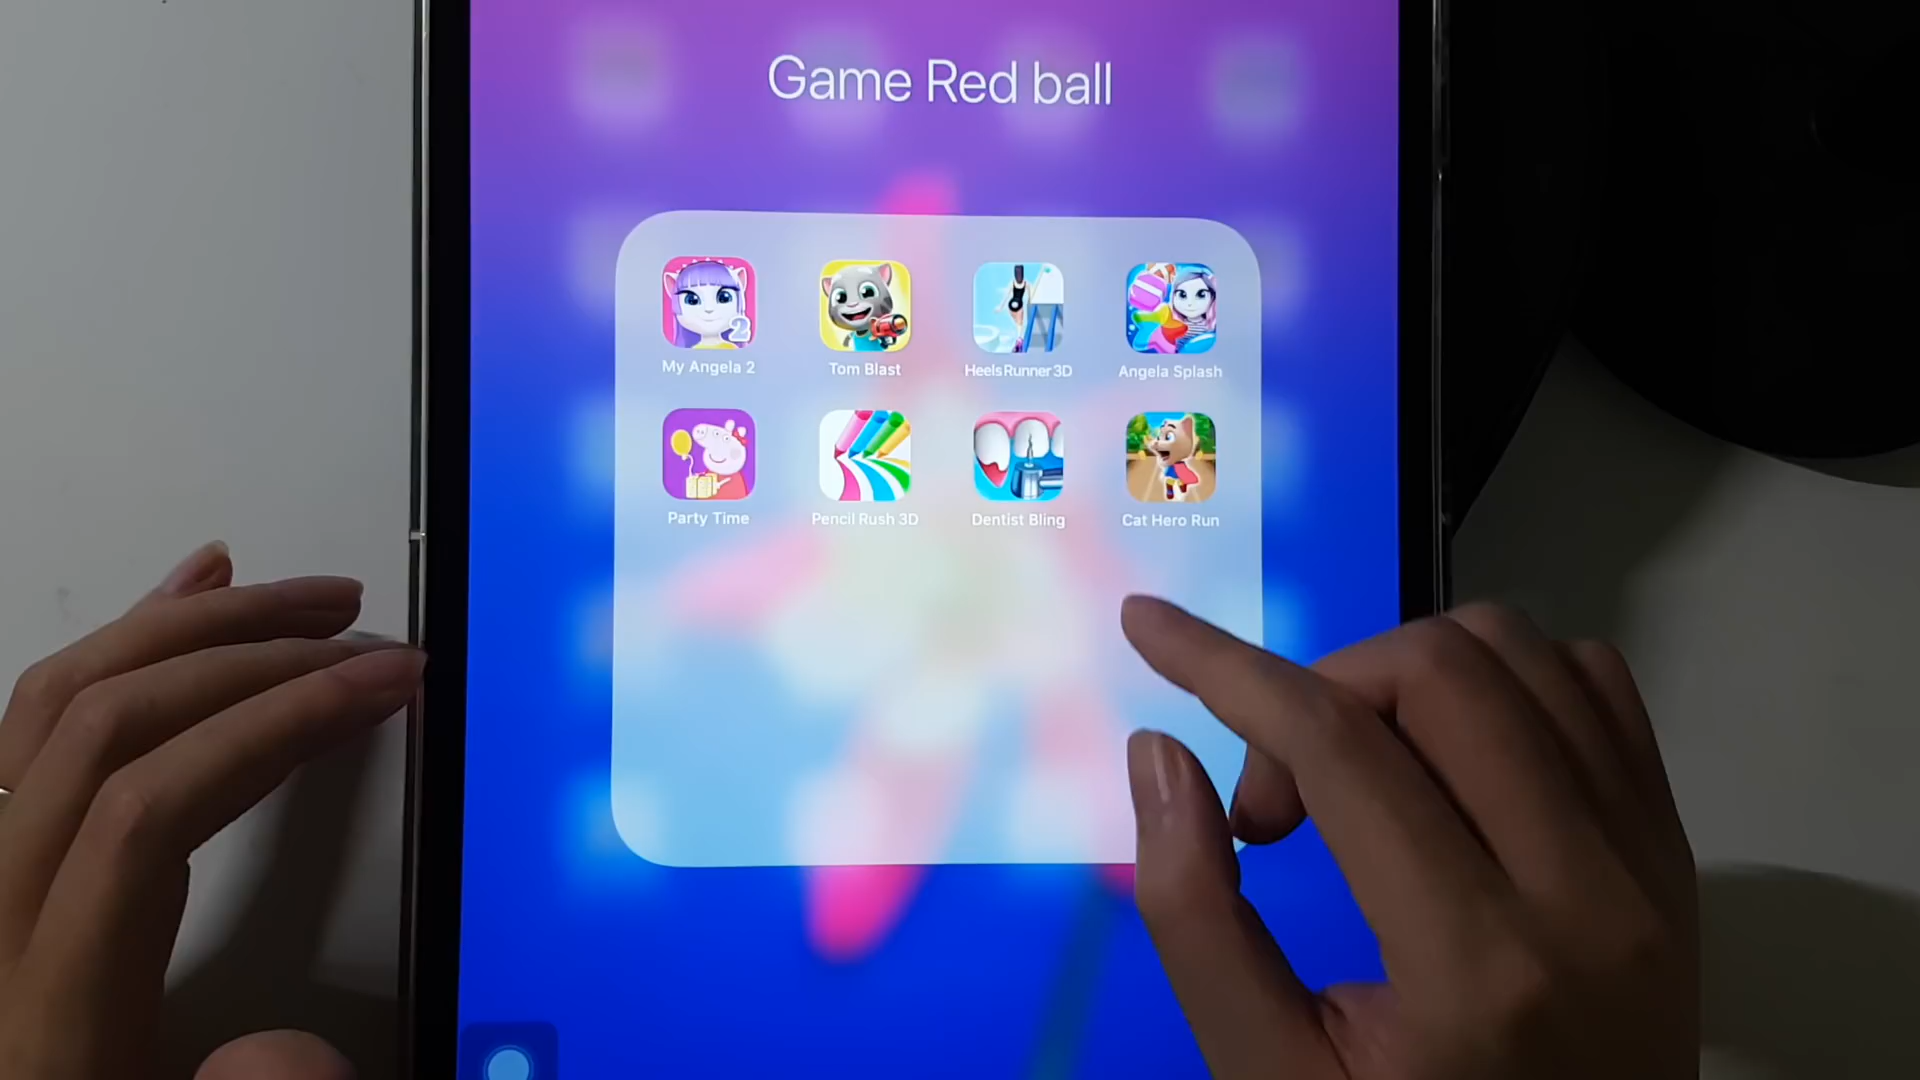 Game Red ball
My Angela 2
Tom Blast
Heels Runner 3D
Angela Splash
2
Party Time
Pencil Rush 3D
Dentist Bling
Cat Hero Run